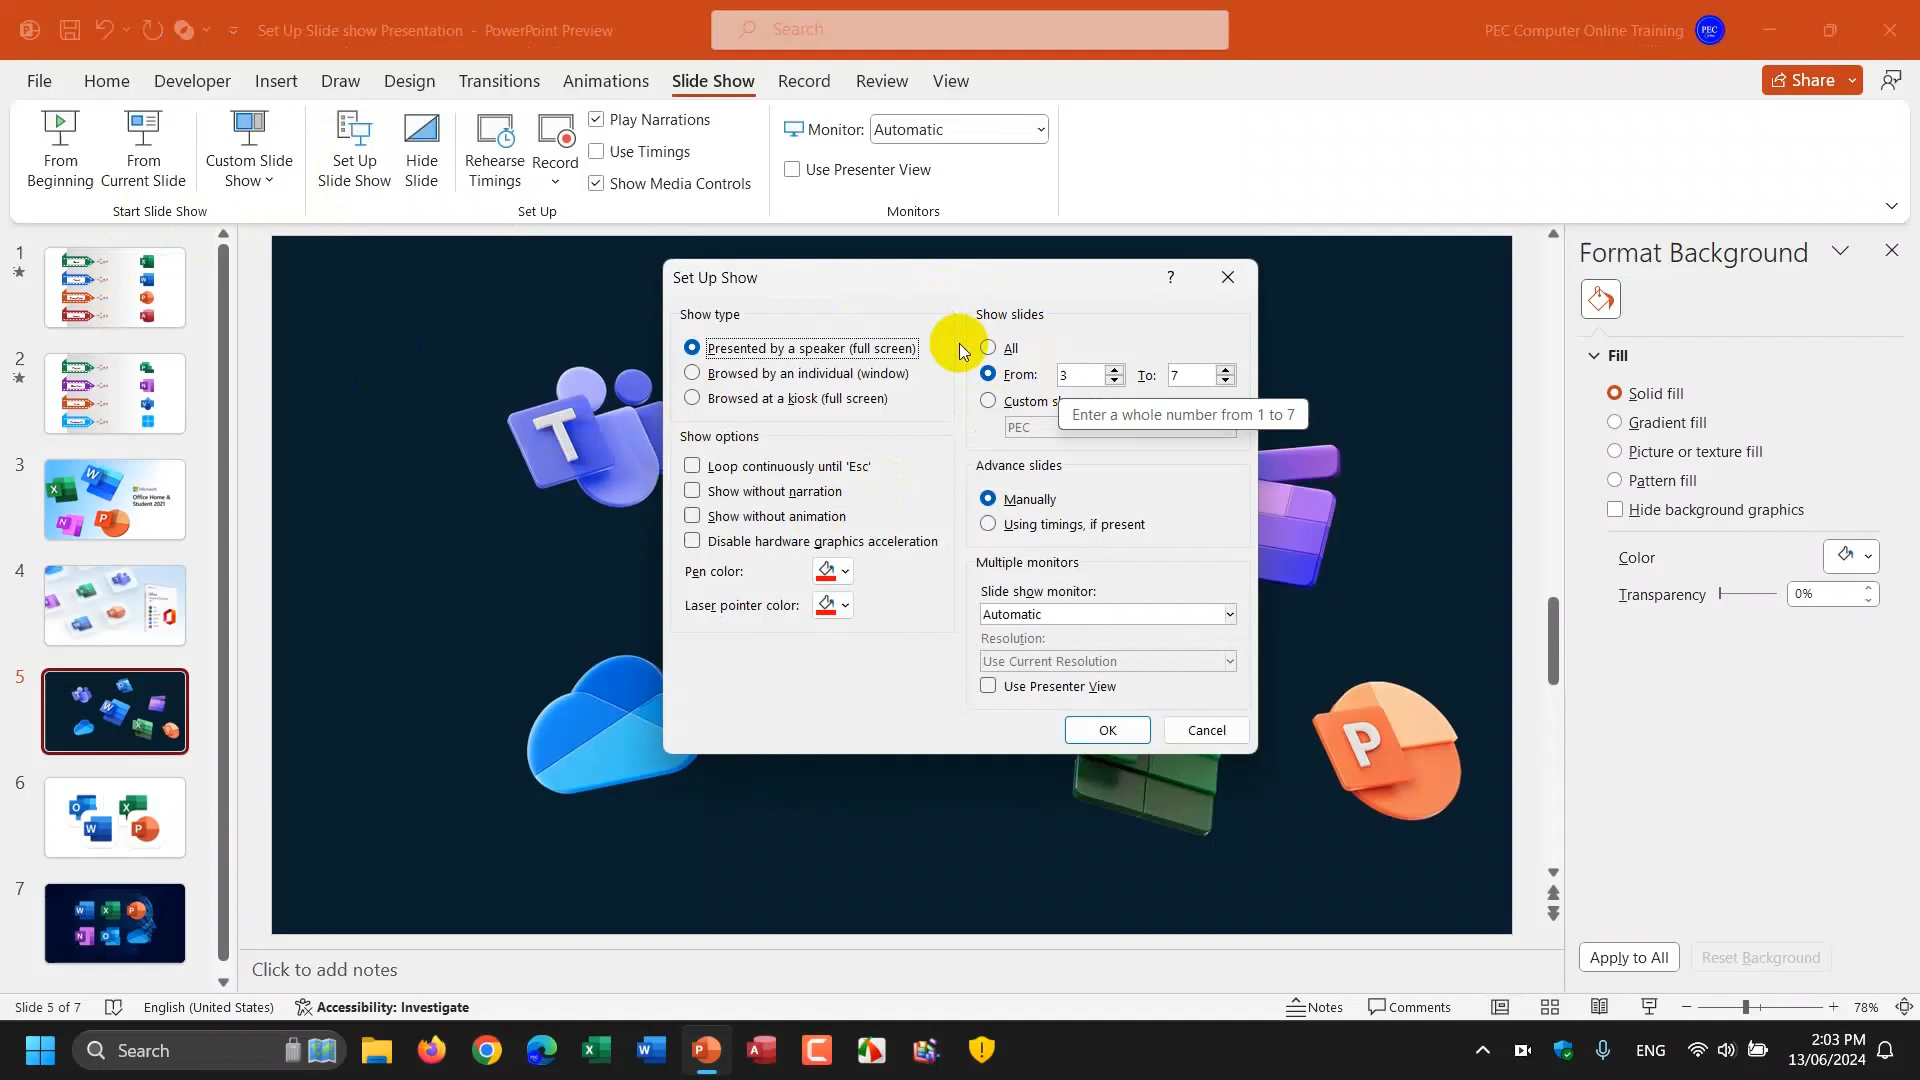 Set Up Slide show Presentation - PowerPoint Preview
Search
PEC Computer Online Training
PEC
File Home Developer Insert Draw Design Transitions Animations Slide Show Record Review View
Share
From Beginning
From Current Slide
Custom Slide Show
Set Up Slide Show
Hide Slide
Rehearse Timings
Record
Play Narrations
Use Timings
Show Media Controls
Monitor: Automatic
Use Presenter View
Start Slide Show
Set Up
Monitors
1
2
3
Microsoft
Office Home &
Student 2021
4
5
6
7
T
P
Set Up Show
?
Show type
Presented by a speaker (full screen)
Browsed by an individual (window)
Browsed at a kiosk (full screen)
Show options
Loop continuously until 'Esc'
Show without narration
Show without animation
Disable hardware graphics acceleration
Pen color:
Laser pointer color:
Show slides
All
From: 3 To: 7
Custom s
Enter a whole number from 1 to 7
PEC
Advance slides
Manually
Using timings, if present
Multiple monitors
Slide show monitor:
Automatic
Resolution:
Use Current Resolution
Use Presenter View
OK
Cancel
Format Background
Fill
Solid fill
Gradient fill
Picture or texture fill
Pattern fill
Hide background graphics
Color
Transparency 0%
Apply to All
Reset Background
Click to add notes
Slide 5 of 7
English (United States)
Accessibility: Investigate
Notes
Comments
78%
Search
ENG
2:03 PM
13/06/2024